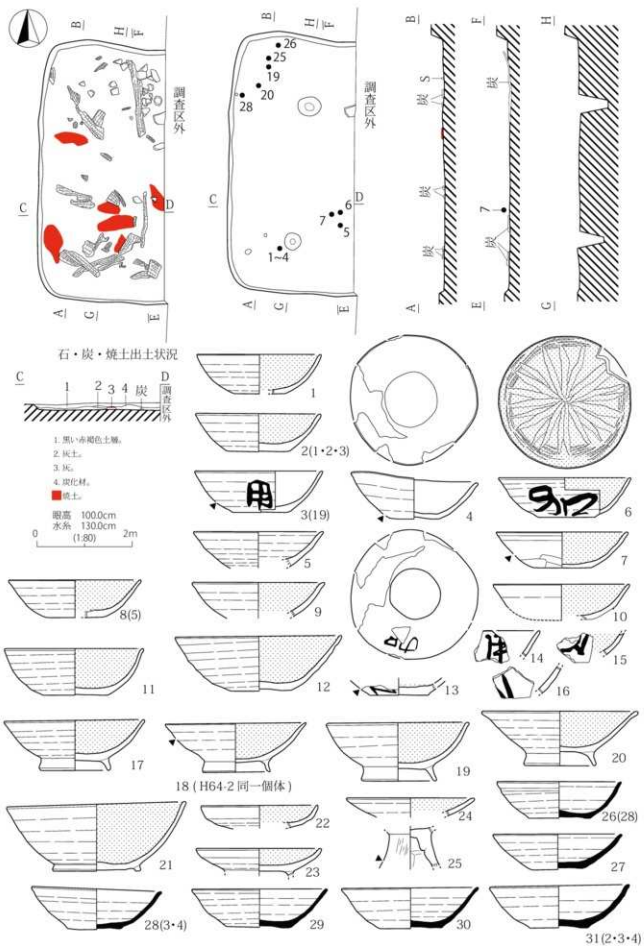 B
H F
調査区外
C
D
A G E
B
H F
26
25
19
20
28
調査区外
C
D
7 6
5
1~4
A G E
B
S
炭
炭
炭
A
F
炭
7
炭
E
H
G
石・炭・焼土出土状況
C D
1 2 3 4 炭
調査区外
1. 黒い赤褐色土層。
2. 灰土。
3. 灰。
4. 炭化材。
焼土。
眼高 100.0cm
水糸 130.0cm
(1:80)
0 2m
1
2(1・2・3)
用
3(19)
4
6
5
7
8(5)
9
10
11
12
13
14
15
16
17
18 (H64-2 同一個体)
19
20
21
22
23
24
25
26(28)
27
28(3・4)
29
30
31(2・3・4)